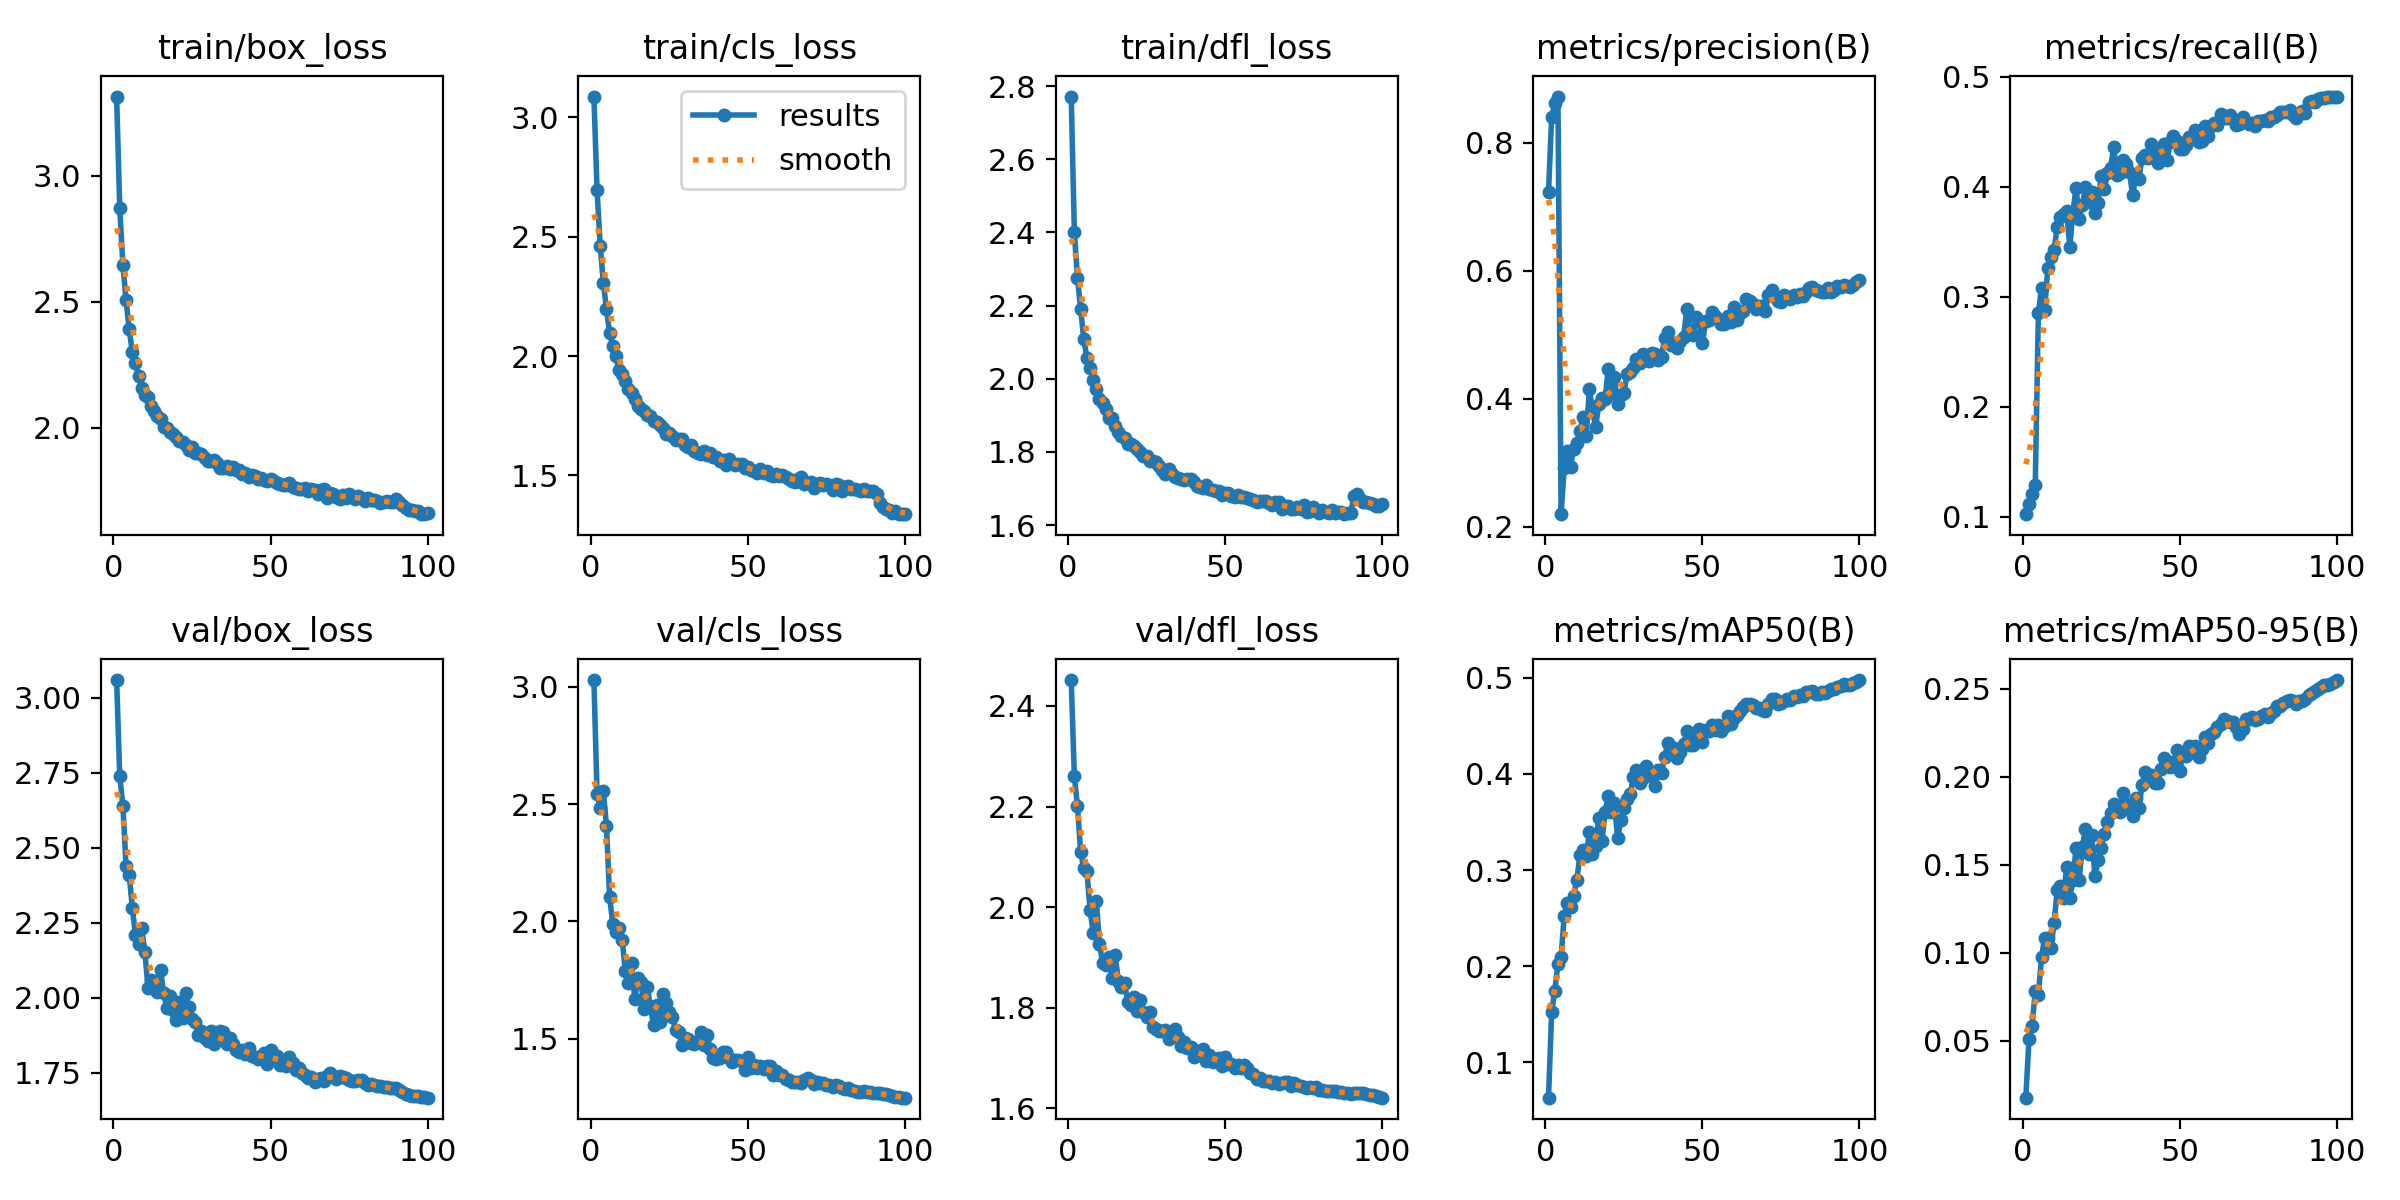 train/box_loss
3.0
2.5
2.0
0 50 100
train/cls_loss
results
smooth
3.0
2.5
2.0
1.5
0 50 100
train/dfl_loss
2.8
2.6
2.4
2.2
2.0
1.8
1.6
0 50 100
metrics/precision(B)
0.8
0.6
0.4
0.2
0 50 100
metrics/recall(B)
0.5
0.4
0.3
0.2
0.1
0 50 100
val/box_loss
3.00
2.75
2.50
2.25
2.00
1.75
0 50 100
val/cls_loss
3.0
2.5
2.0
1.5
0 50 100
val/dfl_loss
2.4
2.2
2.0
1.8
1.6
0 50 100
metrics/mAP50(B)
0.5
0.4
0.3
0.2
0.1
0 50 100
metrics/mAP50-95(B)
0.25
0.20
0.15
0.10
0.05
0 50 100